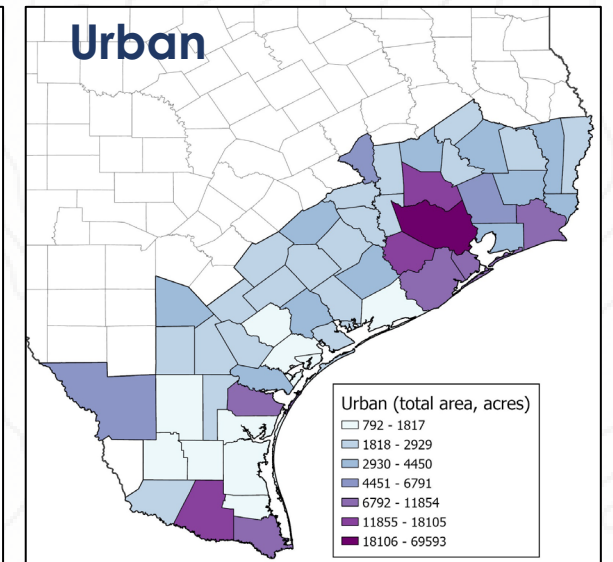 Urban
Urban (total area, acres)
792 - 1817
1818 - 2929
2930 - 4450
4451 - 6791
6792 - 11854
11855 - 18105
18106 - 69593